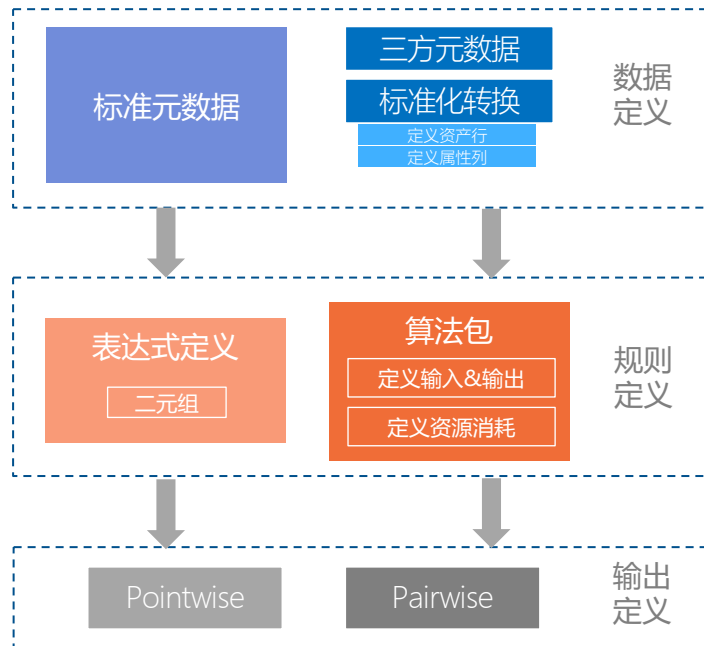 标准元数据
三方元数据
标准化转换
定义资产行
定义属性列
数据
定义
表达式定义
二元组
算法包
定义输入&输出
定义资源消耗
规则
定义
Pointwise
Pairwise
输出
定义